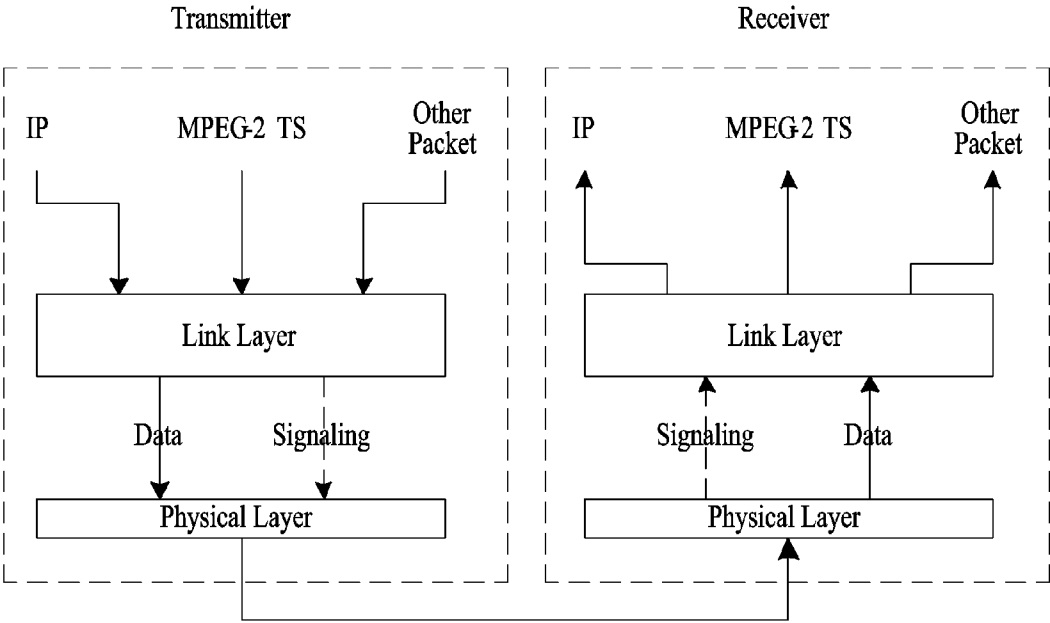 Transmitter
Receiver
IP
MPEG-2 TS
Other
Packet
IP
MPEG-2 TS
Other
Packet
Link Layer
Link Layer
Data
Signaling
Signaling
Data
Physical Layer
Physical Layer